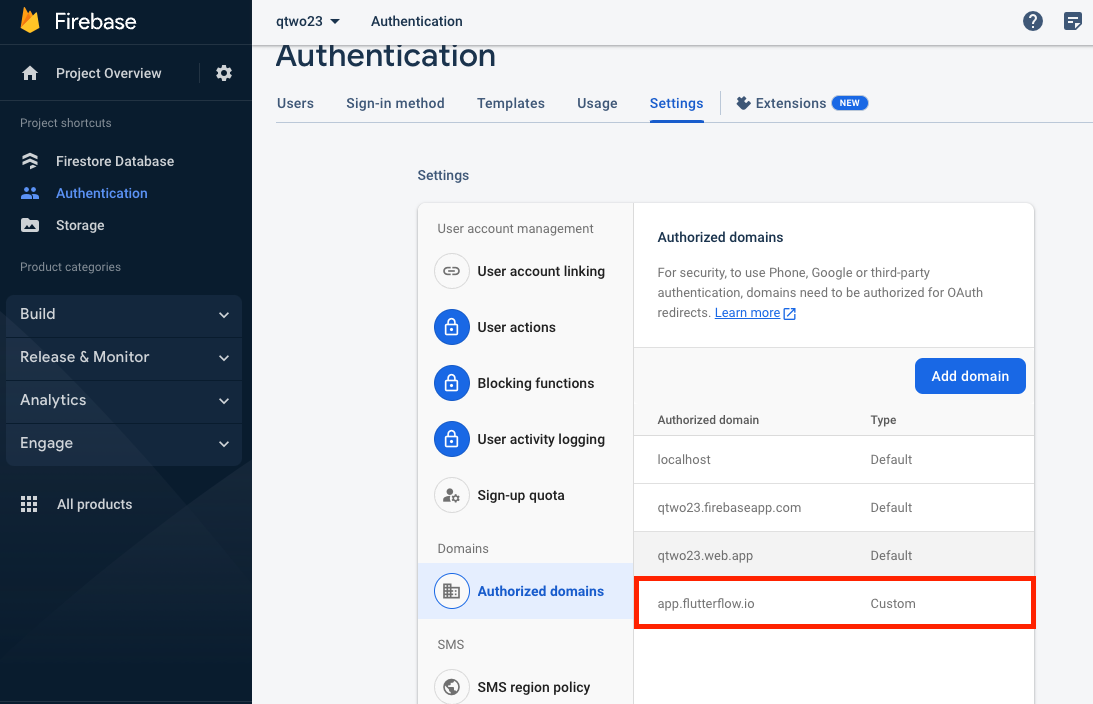 Firebase
qtwo23
Authentication
Project Overview
Project shortcuts
Firestore Database
Authentication
Storage
Product categories
Build
Release & Monitor
Analytics
Engage
All products
Authentication
Users
Sign-in method
Templates
Usage
Settings
Extensions
NEW
Settings
User account management
User account linking
User actions
Blocking functions
User activity logging
Sign-up quota
Domains
Authorized domains
SMS
SMS region policy
Authorized domains
For security, to use Phone, Google or third-party
authentication, domains need to be authorized for OAuth
redirects. Learn more
Add domain
Authorized domain Type
localhost Default
qtwo23.firebaseapp.com Default
qtwo23.web.app Default
app.flutterflow.io Custom